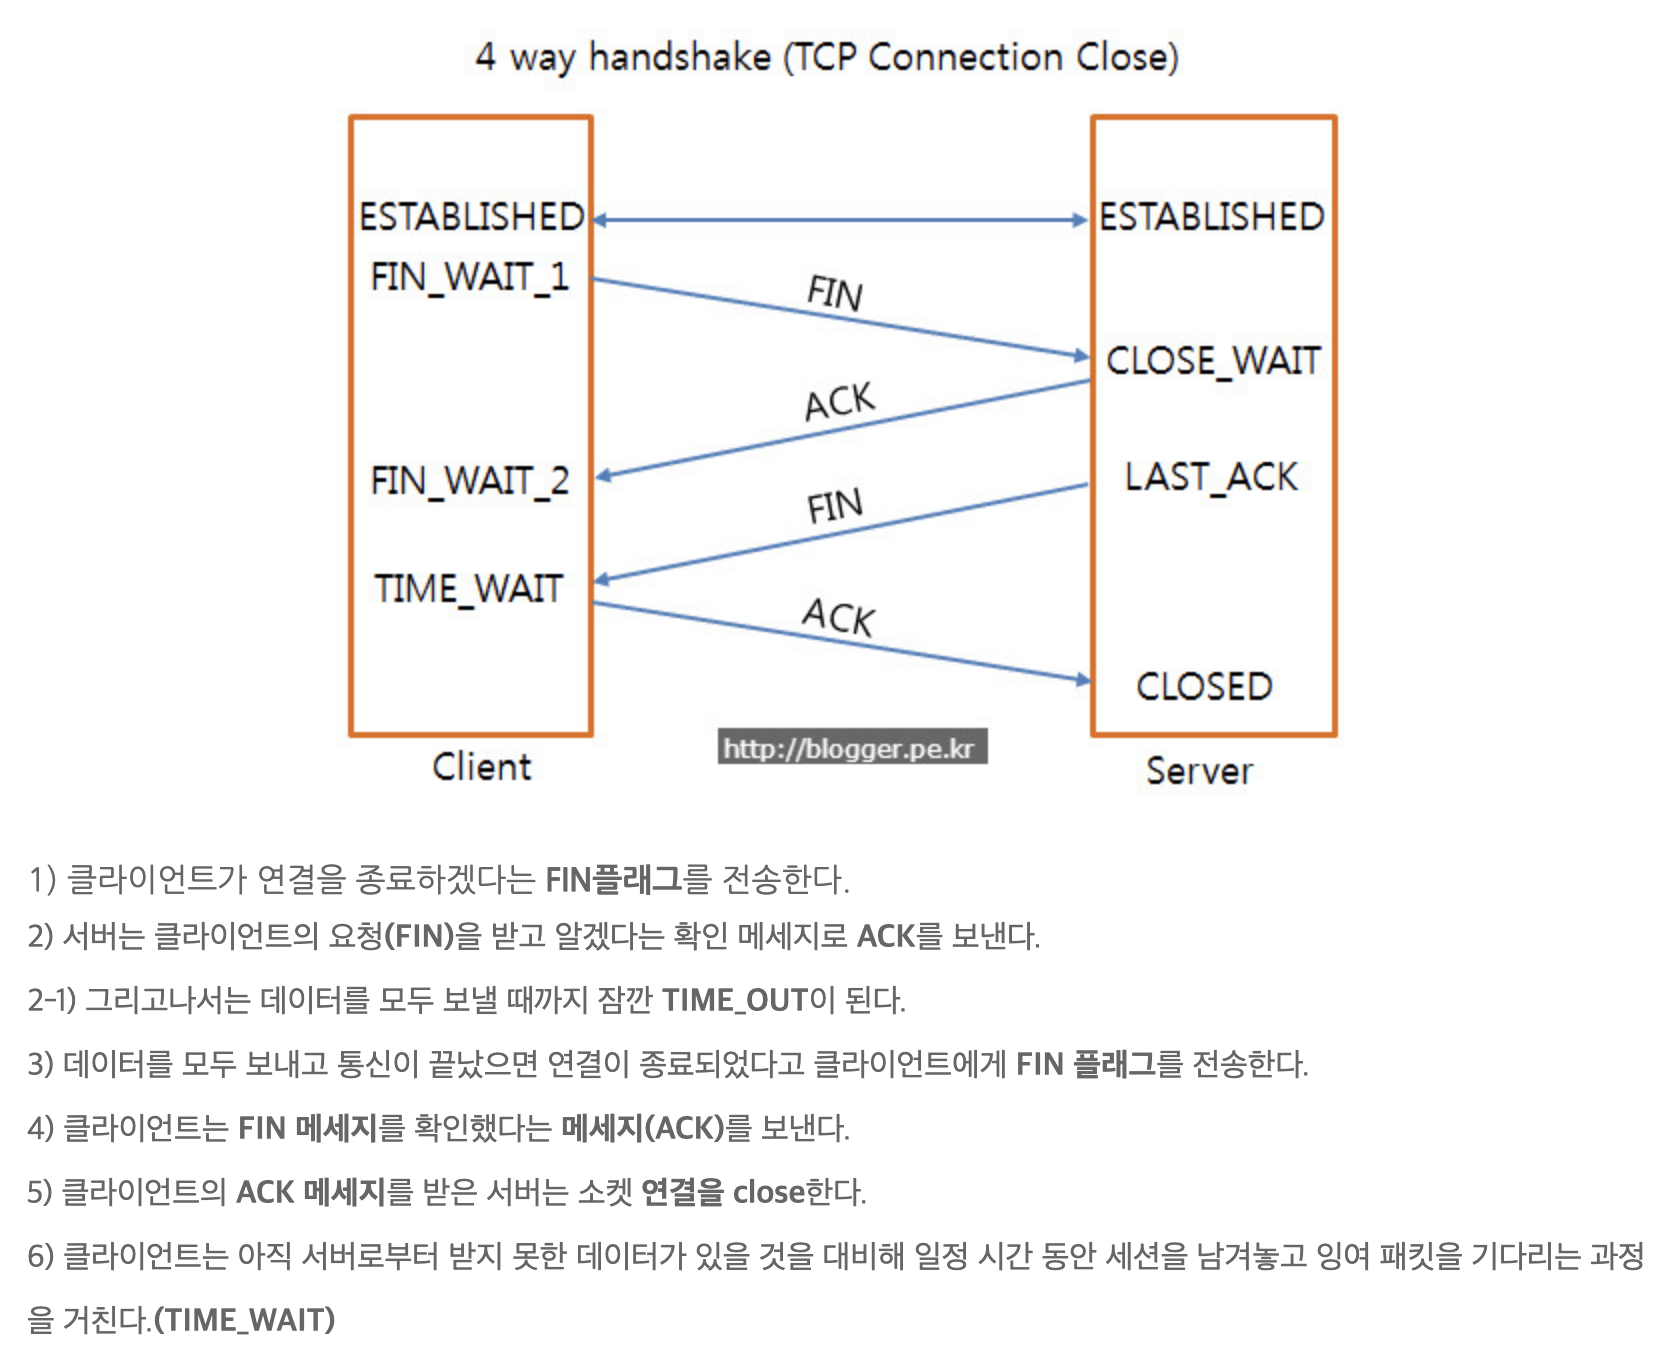 4 way handshake (TCP Connection Close)
ESTABLISHED
ESTABLISHED
FIN_WAIT_1
FIN
CLOSE_WAIT
ACK
FIN_WAIT_2
LAST_ACK
FIN
TIME_WAIT
ACK
CLOSED
http://blogger.pe.kr
Client
Server
1) 클라이언트가 연결을 종료하겠다는 FIN플래그를 전송한다.
2) 서버는 클라이언트의 요청(FIN)을 받고 알겠다는 확인 메세지로 ACK를 보낸다.
2-1) 그리고나서는 데이터를 모두 보낼 때까지 잠깐 TIME_OUT이 된다.
3) 데이터를 모두 보내고 통신이 끝났으면 연결이 종료되었다고 클라이언트에게 FIN 플래그를 전송한다.
4) 클라이언트는 FIN 메세지를 확인했다는 메세지(ACK)를 보낸다.
5) 클라이언트의 ACK 메세지를 받은 서버는 소켓 연결을 close한다.
6) 클라이언트는 아직 서버로부터 받지 못한 데이터가 있을 것을 대비해 일정 시간 동안 세션을 남겨놓고 잉여 패킷을 기다리는 과정
을 거친다.(TIME_WAIT)